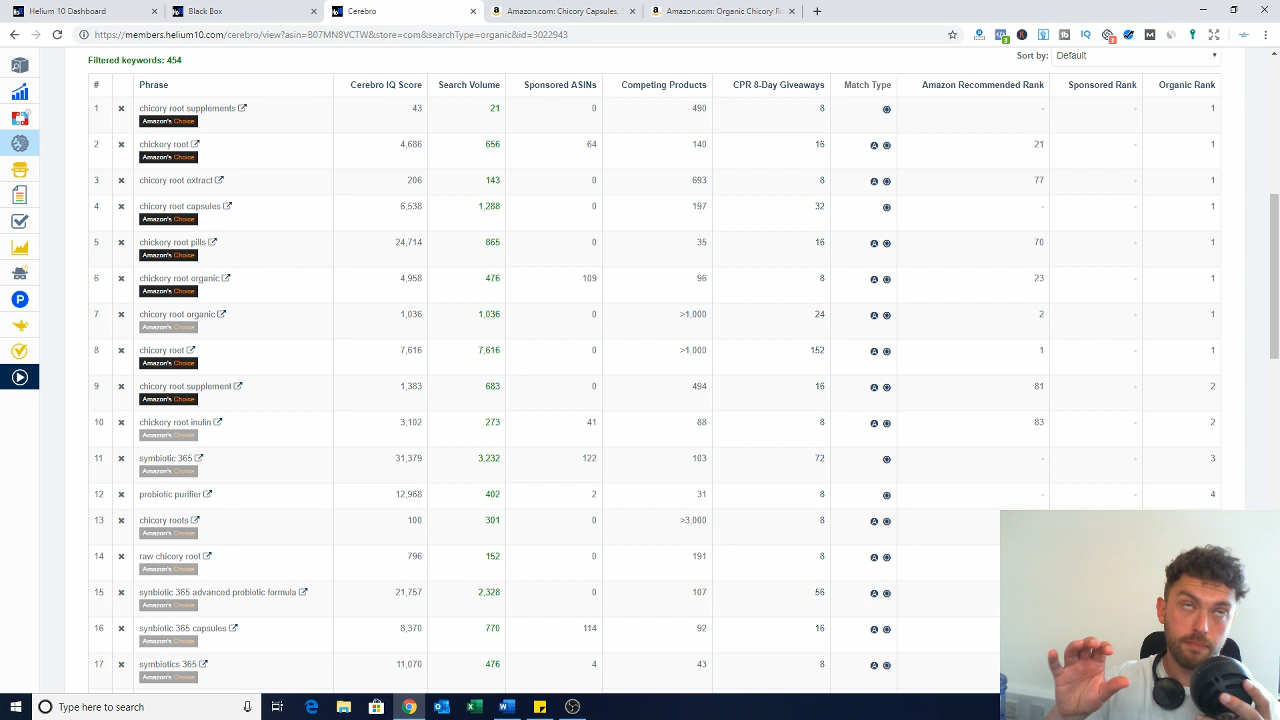 Helium 10 Dashboard
Black Box
Cerebro
Amazon.com: Chicory Capsules, E
Amazon.com: Organic Chicory Ro
https://members.helium10.com/cerebro/view?asin=B07MN8VCTW&store=com&searchType=organic&id=3022943
Filtered keywords: 454
Sort by: Default
# Phrase Cerebro IQ Score Search Volume Sponsored ASINs Competing Products CPR 8-Day Giveaways Match Type Amazon Recommended Rank Sponsored Rank Organic Rank
1 chicory root supplements 43 21 0 490 8 - - 1
Amazon's Choice
2 chickory root 4,686 656 64 140 16 21 - 1
Amazon's Choice
3 chicory root extract 206 143 0 693 8 77 - 1
4 chicory root capsules 6,538 1,288 0 197 32 - - 1
Amazon's Choice
5 chickory root pills 24,714 865 0 35 16 70 - 1
Amazon's Choice
6 chickory root organic 4,958 476 109 96 8 23 - 1
Amazon's Choice
7 chicory root organic 1,036 1,036 0 >1,000 24 2 - 1
Amazon's Choice
8 chicory root 7,616 7,616 0 >1,000 152 1 - 1
Amazon's Choice
9 chicory root supplement 1,383 683 0 494 16 81 - 2
Amazon's Choice
10 chickory root inulin 3,102 273 41 88 8 83 - 2
Amazon's Choice
11 symbiotic 365 31,379 3,232 122 103 72 - - 3
Amazon's Choice
12 probiotic purifier 12,968 402 2 31 8 - - 4
13 chicory roots 100 301 0 >3,000 8
Amazon's Choice
14 raw chicory root 796 152 0 191 8
Amazon's Choice
15 synbiotic 365 advanced probiotic formula 21,757 2,328 0 107 56
Amazon's Choice
16 synbiotic 365 capsules 8,370 770 114 92 16
Amazon's Choice
17 symbiotics 365 11,070 476 4 43 8
Amazon's Choice
Type here to search